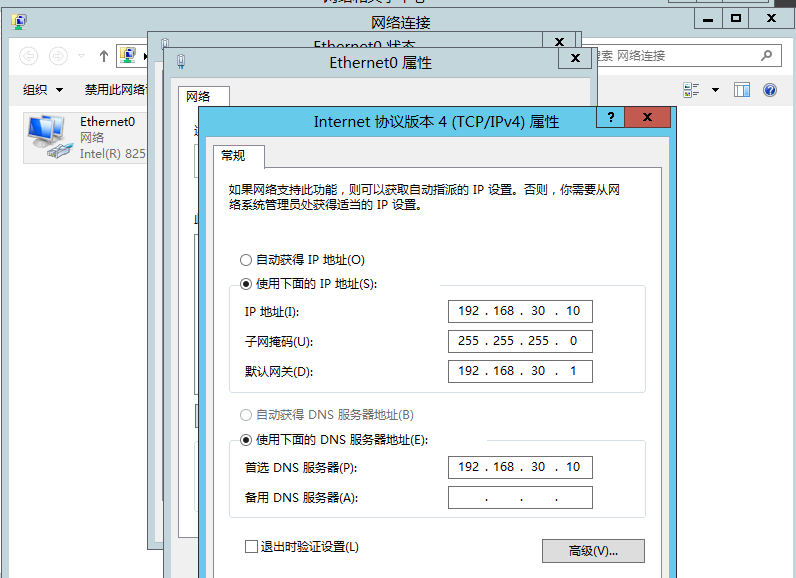 网络连接
Ethernet0 状态
Ethernet0 属性
网络连接
组织
禁用此网络
Ethernet0
网络
Intel(R) 825
网络
Internet 协议版本 4 (TCP/IPv4) 属性
?
常规
如果网络支持此功能，则可以获取自动指派的 IP 设置。否则，你需要从网
络系统管理员处获得适当的 IP 设置。
自动获得 IP 地址(O)
使用下面的 IP 地址(S):
IP 地址(I): 192 . 168 . 30 . 10
子网掩码(U): 255 . 255 . 255 . 0
默认网关(D): 192 . 168 . 30 . 1
自动获得 DNS 服务器地址(B)
使用下面的 DNS 服务器地址(E):
首选 DNS 服务器(P): 192 . 168 . 30 . 10
备用 DNS 服务器(A): . . .
退出时验证设置(L)
高级(V)...